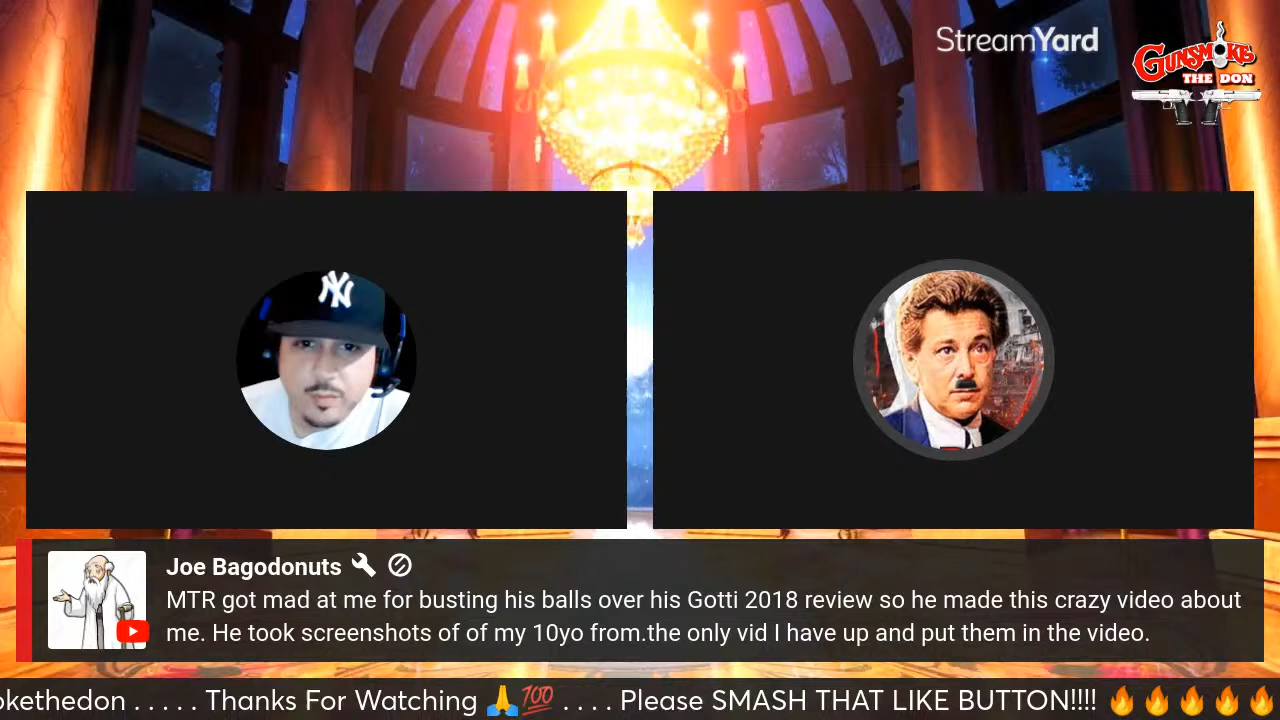 StreamYard
GUNSMOKE
THE DON
NY
Joe Bagodonuts
MTR got mad at me for busting his balls over his Gotti 2018 review so he made this crazy video about
me. He took screenshots of of my 10yo from.the only vid I have up and put them in the video.
okethedon . . . . . Thanks For Watching 🙏💯 . . . . Please SMASH THAT LIKE BUTTON!!!! 🔥🔥🔥🔥🔥